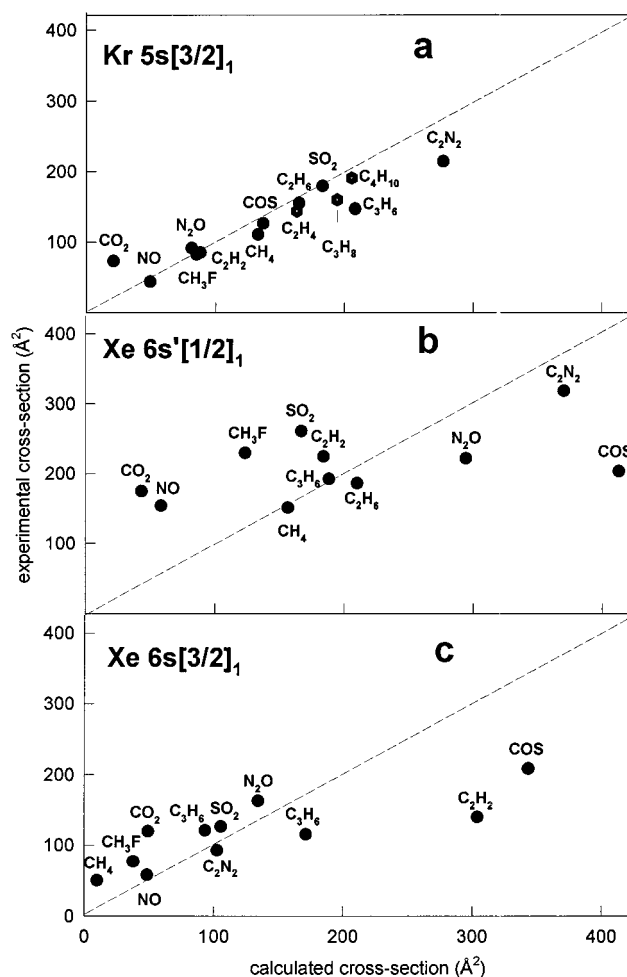 400
Kr 5s[3/2]₁
a
300
C₂N₂
SO₂
200
C₂H₆
C₄H₁₀
COS
C₃H₆
N₂O
C₂H₄
CO₂
100
NO
C₂H₂
CH₄
C₃H₈
CH₃F
400
Xe 6s'[1/2]₁
b
C₂N₂
300
SO₂
CH₃F
C₂H₂
N₂O
COS
200
CO₂
NO
C₃H₆
C₂H₆
CH₄
100
experimental cross-section (Å²)
400
Xe 6s[3/2]₁
c
300
COS
200
N₂O
C₂H₂
CO₂
C₃H₆
SO₂
C₃H₆
CH₃F
100
CH₄
C₂N₂
NO
0
0 100 200 300 400
calculated cross-section (Å²)